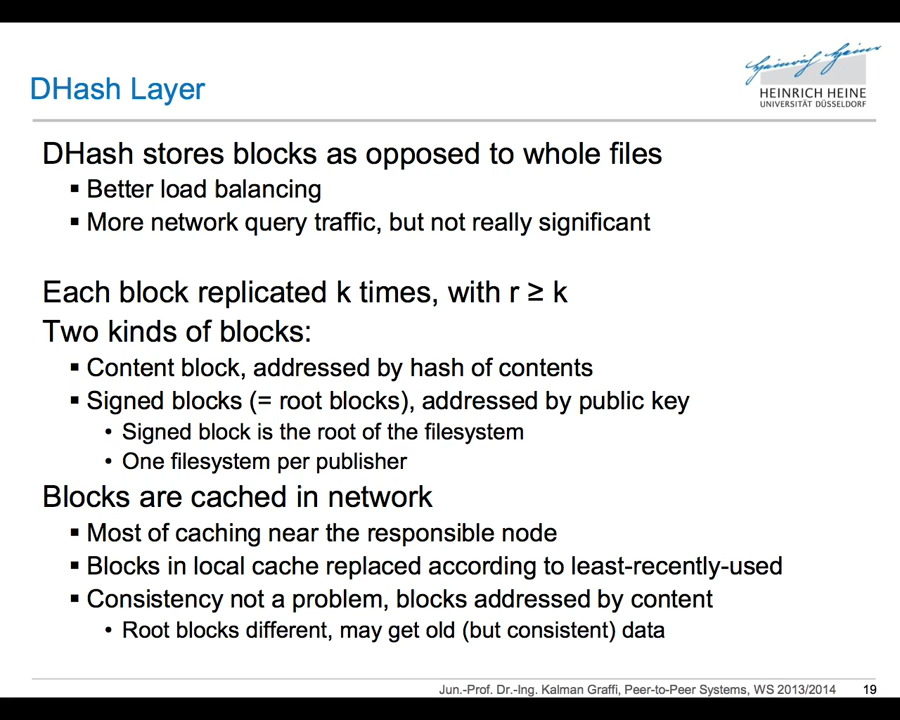 Heinrich Heine
HEINRICH HEINE
UNIVERSITÄT DÜSSELDORF
DHash Layer
DHash stores blocks as opposed to whole files
▪ Better load balancing
▪ More network query traffic, but not really significant
Each block replicated k times, with r ≥ k
Two kinds of blocks:
▪ Content block, addressed by hash of contents
▪ Signed blocks (= root blocks), addressed by public key
• Signed block is the root of the filesystem
• One filesystem per publisher
Blocks are cached in network
▪ Most of caching near the responsible node
▪ Blocks in local cache replaced according to least-recently-used
▪ Consistency not a problem, blocks addressed by content
• Root blocks different, may get old (but consistent) data
Jun.-Prof. Dr.-Ing. Kalman Graffi, Peer-to-Peer Systems, WS 2013/2014 19